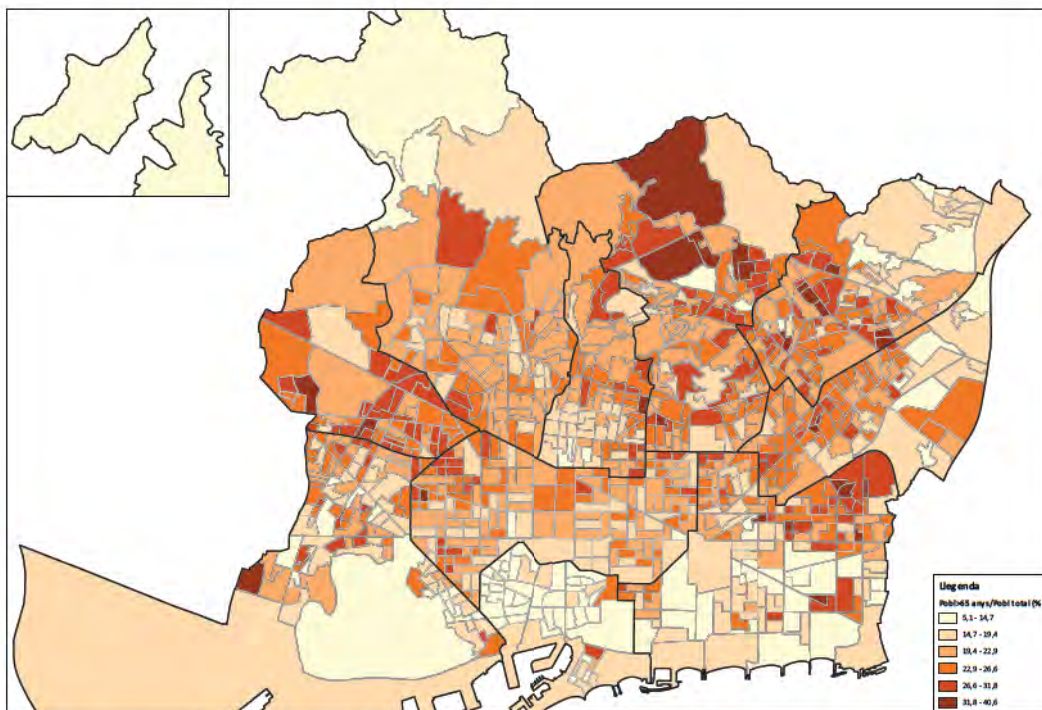 Llegenda
Pobl>65 anys/Pobl total (%
5,1 - 14,7
14,7 - 19,4
19,4 - 22,9
22,9 - 26,6
26,6 - 31,8
31,8 - 40,6